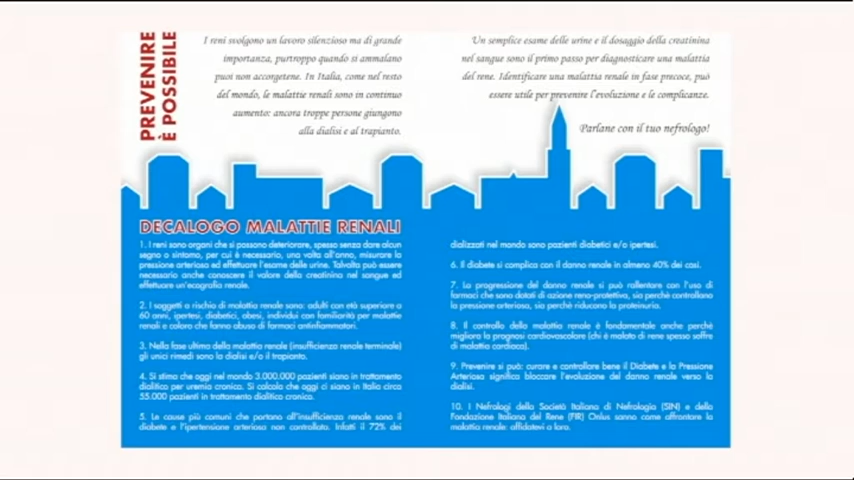 PREVENIRE
È POSSIBILE
I reni svolgono un lavoro silenzioso ma di grande
importanza, purtroppo quando si ammalano
puoi non accorgetene. In Italia, come nel resto
del mondo, le malattie renali sono in continuo
aumento: ancora troppe persone giungono
alla dialisi e al trapianto.
Un semplice esame delle urine e il dosaggio della creatinina
nel sangue sono il primo passo per diagnosticare una malattia
del rene. Identificare una malattia renale in fase precoce, può
essere utile per prevenire l'evoluzione e le complicanze.
Parlane con il tuo nefrologo!
DECALOGO MALATTIE RENALI
1. I reni sono organi che si possono deteriorare, spesso senza dare alcun
segno o sintomo, per cui è necessario, una volta all'anno, misurare la
pressione arteriosa ed effettuare l'esame delle urine. Talvolta può essere
necessario anche conoscere il valore della creatinina nel sangue ed
effettuare un'ecografia renale.
2. I soggetti a rischio di malattia renale sono: adulti con età superiore a
60 anni, ipertesi, diabetici, obesi, individui con familiarità per malattie
renali e coloro che fanno abuso di farmaci antinfiammatori.
3. Nella fase ultima della malattia renale (insufficienza renale terminale)
gli unici rimedi sono la dialisi e/o il trapianto.
4. Si stima che oggi nel mondo 3.000.000 pazienti siano in trattamento
dialitico per uremia cronica. Si calcola che oggi ci siano in Italia circa
55.000 pazienti in trattamento dialitico cronico.
5. Le cause più comuni che portano all'insufficienza renale sono il
diabete e l'ipertensione arteriosa non controllata. Infatti il 72% dei
dializzati nel mondo sono pazienti diabetici e/o ipertesi.
6. Il diabete si complica con il danno renale in almeno 40% dei casi.
7. La progressione del danno renale si può rallentare con l'uso di
farmaci che sono dotati di azione reno-protettiva, sia perchè controllano
la pressione arteriosa, sia perchè riducono la proteinuria.
8. Il controllo della malattia renale è fondamentale anche perchè
migliora la prognosi cardiovascolare (chi è malato di rene spesso soffre
di malattia cardiaca).
9. Prevenire si può: curare e controllare bene il Diabete e la Pressione
Arteriosa significa bloccare l'evoluzione del danno renale verso la
dialisi.
10. I Nefrologi della Società Italiana di Nefrologia (SIN) e della
Fondazione Italiana del Rene (FIR) Onlus sanno come affrontare la
malattia renale: affidatevi a loro.